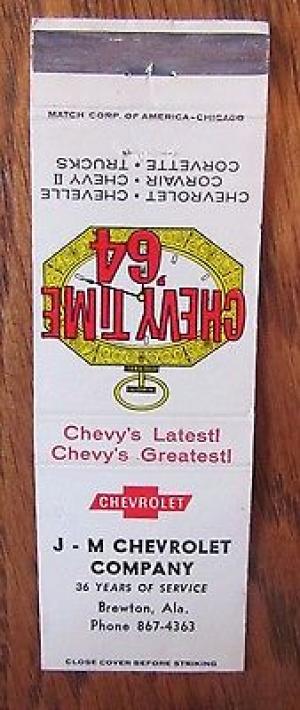 MATCH CORP. OF AMERICA-CHICAGO
CHEVROLET • CHEVELLE
CORVAIR • CHEVY II
CORVETTE • TRUCKS
CHEVY TIME
'64
Chevy's Latest!
Chevy's Greatest!
CHEVROLET
J - M CHEVROLET
COMPANY
36 YEARS OF SERVICE
Brewton, Ala.
Phone 867-4363
CLOSE COVER BEFORE STRIKING